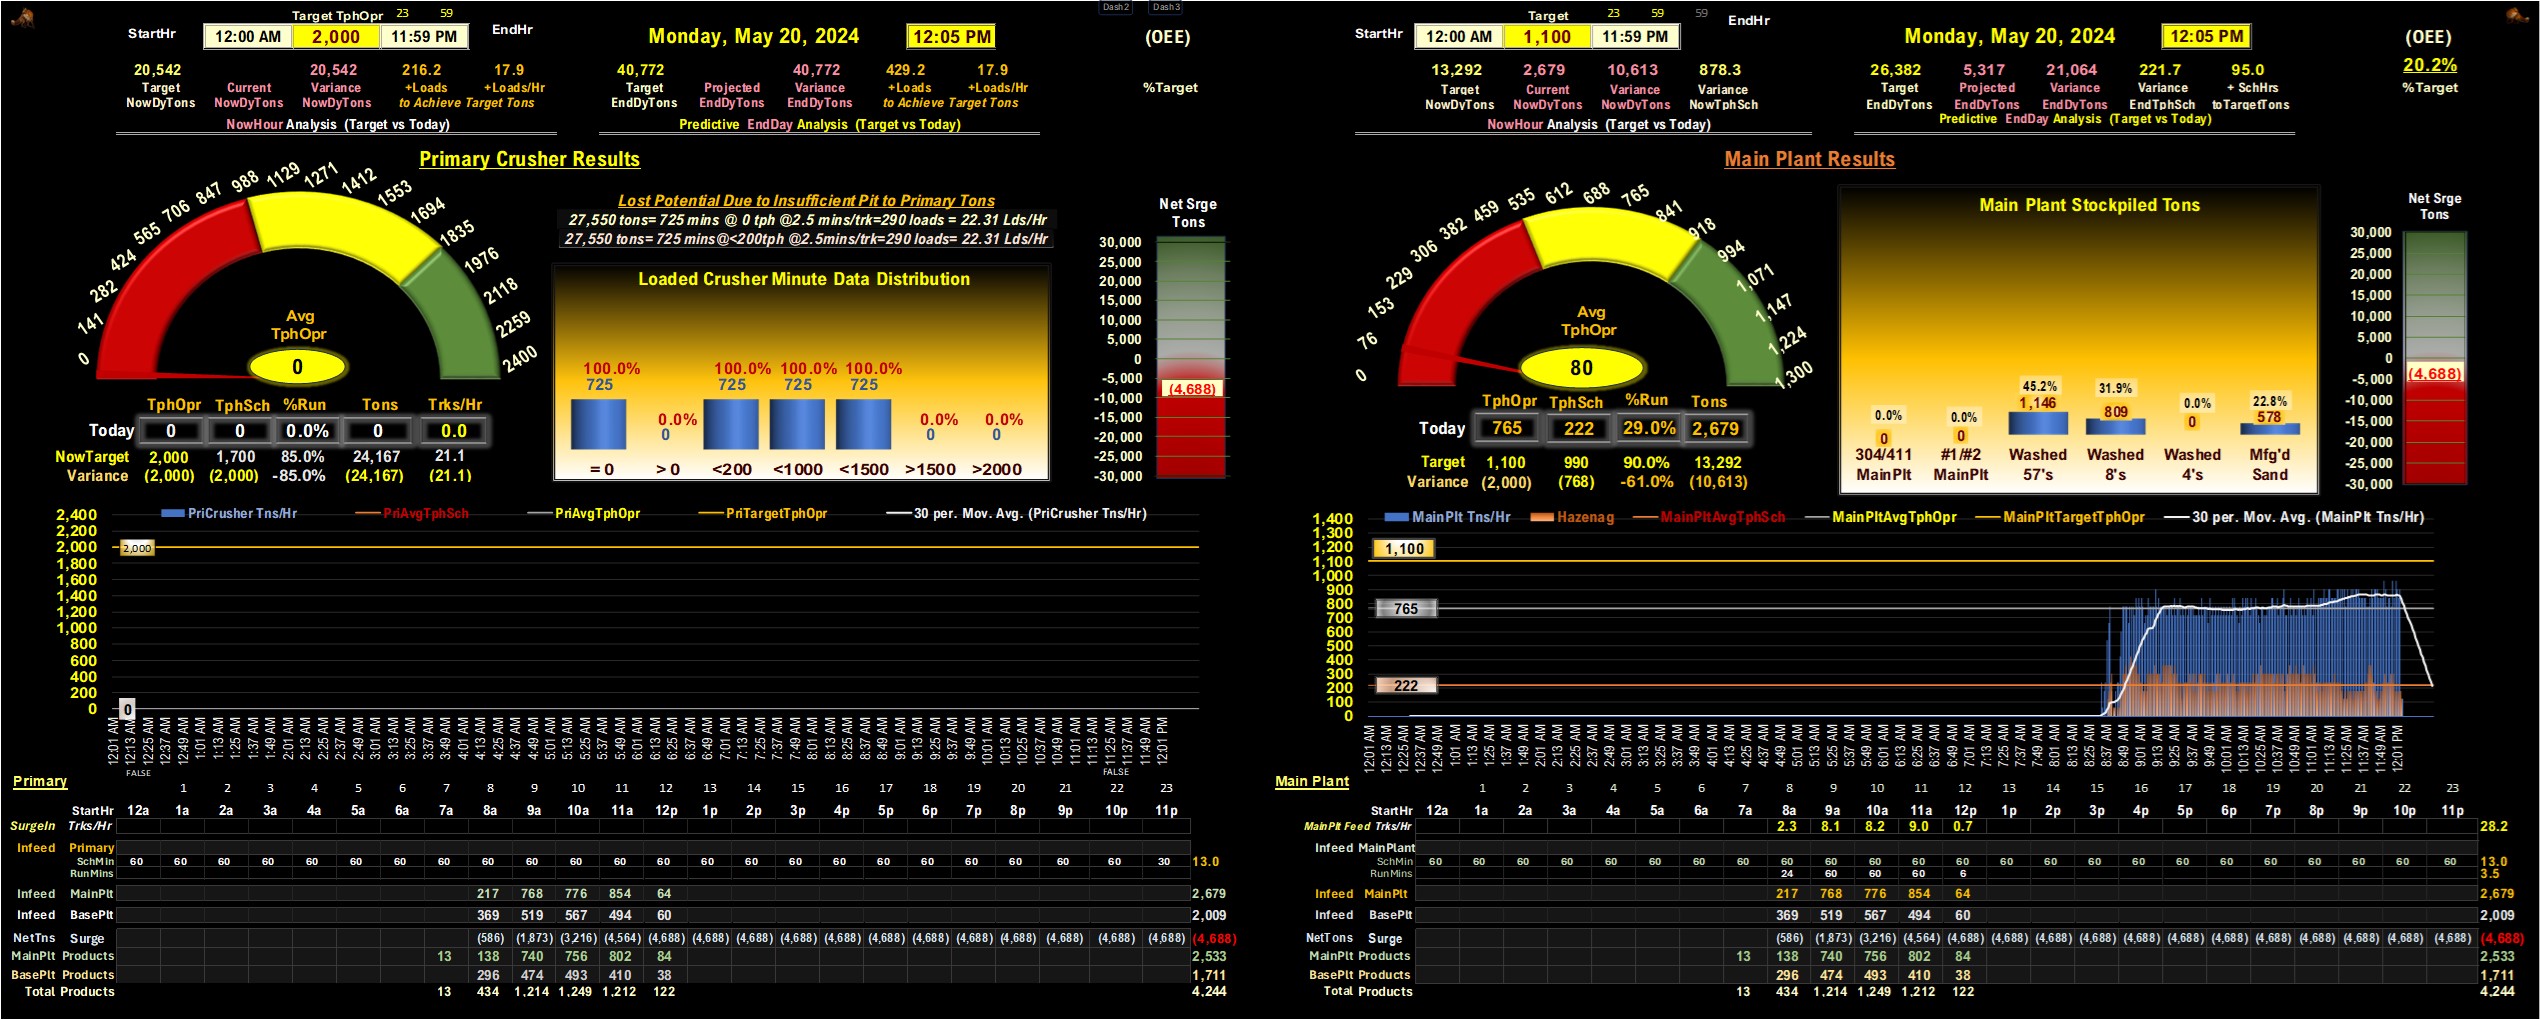 Dash2 Dash3
Target TphOpr 23 59
StartHr 12:00 AM 2,000 11:59 PM EndHr
Monday, May 20, 2024 12:05 PM (OEE)
20,542 20,542 216.2 17.9
Target Current Variance +Loads +Loads/Hr
NowDyTons NowDyTons NowDyTons to Achieve Target Tons
NowHour Analysis (Target vs Today)
40,772 40,772 429.2 17.9
Target Projected Variance +Loads +Loads/Hr
EndDyTons EndDyTons EndDyTons to Achieve Target Tons
Predictive EndDay Analysis (Target vs Today)
%Target
Primary Crusher Results
0 141 282 424 565 706 847 988 1129 1271 1412 1553 1694 1835 1976 2118 2259 2400
Avg
TphOpr
0
TphOpr TphSch %Run Tons Trks/Hr
Today 0 0 0.0% 0 0.0
NowTarget 2,000 1,700 85.0% 24,167 21.1
Variance (2,000) (2,000) -85.0% (24,167) (21.1)
Lost Potential Due to Insufficient Pit to Primary Tons
27,550 tons= 725 mins @ 0 tph @2.5 mins/trk=290 loads = 22.31 Lds/Hr
27,550 tons= 725 mins@<200tph @2.5mins/trk=290 loads= 22.31 Lds/Hr
Loaded Crusher Minute Data Distribution
100.0% 0.0% 100.0% 100.0% 100.0% 0.0% 0.0%
725 0 725 725 725 0 0
= 0 > 0 <200 <1000 <1500 >1500 >2000
Net Srge
Tons
30,000
25,000
20,000
15,000
10,000
5,000
0
-5,000
(4,688)
-10,000
-15,000
-20,000
-25,000
-30,000
PriCrusher Tns/Hr PriAvgTphSch PriAvgTphOpr PriTargetTphOpr 30 per. Mov. Avg. (PriCrusher Tns/Hr)
2,400
2,200
2,000 2,000
1,800
1,600
1,400
1,200
1,000
800
600
400
200
0 0
12:01 AM 12:13 AM 12:25 AM 12:37 AM 12:49 AM 1:01 AM 1:13 AM 1:25 AM 1:37 AM 1:49 AM 2:01 AM 2:13 AM 2:25 AM 2:37 AM 2:49 AM 3:01 AM 3:13 AM 3:25 AM 3:37 AM 3:49 AM 4:01 AM 4:13 AM 4:25 AM 4:37 AM 4:49 AM 5:01 AM 5:13 AM 5:25 AM 5:37 AM 5:49 AM 6:01 AM 6:13 AM 6:25 AM 6:37 AM 6:49 AM 7:01 AM 7:13 AM 7:25 AM 7:37 AM 7:49 AM 8:01 AM 8:13 AM 8:25 AM 8:37 AM 8:49 AM 9:01 AM 9:13 AM 9:25 AM 9:37 AM 9:49 AM 10:01 AM 10:13 AM 10:25 AM 10:37 AM 10:49 AM 11:01 AM 11:13 AM 11:25 AM 11:37 AM 11:49 AM 12:01 PM
FALSE FALSE
Primary
1 2 3 4 5 6 7 8 9 10 11 12 13 14 15 16 17 18 19 20 21 22 23
StartHr 12a 1a 2a 3a 4a 5a 6a 7a 8a 9a 10a 11a 12p 1p 2p 3p 4p 5p 6p 7p 8p 9p 10p 11p
SurgeIn Trks/Hr
Infeed Primary
SchMin 60 60 60 60 60 60 60 60 60 60 60 60 60 60 60 60 60 60 60 60 60 60 60 30 13.0
RunMins
Infeed MainPlt 217 768 776 854 64 2,679
Infeed BasePlt 369 519 567 494 60 2,009
NetTns Surge (586) (1,873) (3,216) (4,564) (4,688) (4,688) (4,688) (4,688) (4,688) (4,688) (4,688) (4,688) (4,688) (4,688) (4,688) (4,688) (4,688)
MainPlt Products 13 138 740 756 802 84 2,533
BasePlt Products 296 474 493 410 38 1,711
Total Products 13 434 1,214 1,249 1,212 122 4,244
Target 23 59 59
StartHr 12:00 AM 1,100 11:59 PM EndHr
Monday, May 20, 2024 12:05 PM (OEE)
13,292 2,679 10,613 878.3
Target Current Variance Variance
NowDyTons NowDyTons NowDyTons NowTphSch
NowHour Analysis (Target vs Today)
26,382 5,317 21,064 221.7 95.0
Target Projected Variance Variance + SchHrs
EndDyTons EndDyTons EndDyTons EndTphSch toTargetTons
Predictive EndDay Analysis (Target vs Today)
20.2%
%Target
Main Plant Results
0 76 153 229 306 382 459 535 612 688 765 841 918 994 1,071 1,147 1,224 1,300
Avg
TphOpr
80
TphOpr TphSch %Run Tons
Today 765 222 29.0% 2,679
Target 1,100 990 90.0% 13,292
Variance (2,000) (768) -61.0% (10,613)
Main Plant Stockpiled Tons
0.0% 0.0% 45.2% 31.9% 0.0% 22.8%
0 0 1,146 809 0 578
304/411 #1/#2 Washed Washed Washed Mfg'd
MainPlt MainPlt 57's 8's 4's Sand
Net Srge
Tons
30,000
25,000
20,000
15,000
10,000
5,000
0
(4,688)
-5,000
-10,000
-15,000
-20,000
-25,000
-30,000
MainPlt Tns/Hr Hazenag MainPltAvgTphSch MainPltAvgTphOpr MainPltTargetTphOpr 30 per. Mov. Avg. (MainPlt Tns/Hr)
1,400
1,300
1,200 1,100
1,100
1,000
900
800
700 765
600
500
400
300
200 222
100
0
12:01 AM 12:13 AM 12:25 AM 12:37 AM 12:49 AM 1:01 AM 1:13 AM 1:25 AM 1:37 AM 1:49 AM 2:01 AM 2:13 AM 2:25 AM 2:37 AM 2:49 AM 3:01 AM 3:13 AM 3:25 AM 3:37 AM 3:49 AM 4:01 AM 4:13 AM 4:25 AM 4:37 AM 4:49 AM 5:01 AM 5:13 AM 5:25 AM 5:37 AM 5:49 AM 6:01 AM 6:13 AM 6:25 AM 6:37 AM 6:49 AM 7:01 AM 7:13 AM 7:25 AM 7:37 AM 7:49 AM 8:01 AM 8:13 AM 8:25 AM 8:37 AM 8:49 AM 9:01 AM 9:13 AM 9:25 AM 9:37 AM 9:49 AM 10:01 AM 10:13 AM 10:25 AM 10:37 AM 10:49 AM 11:01 AM 11:13 AM 11:25 AM 11:37 AM 11:49 AM 12:01 PM
Main Plant
1 2 3 4 5 6 7 8 9 10 11 12 13 14 15 16 17 18 19 20 21 22 23
StartHr 12a 1a 2a 3a 4a 5a 6a 7a 8a 9a 10a 11a 12p 1p 2p 3p 4p 5p 6p 7p 8p 9p 10p 11p
MainPlt Feed Trks/Hr 2.3 8.1 8.2 9.0 0.7 28.2
Infeed MainPlant
SchMin 60 60 60 60 60 60 60 60 60 60 60 60 60 60 60 60 60 60 60 60 60 60 60 60 13.0
RunMins 24 60 60 60 6 3.5
Infeed MainPlt 217 768 776 854 64 2,679
Infeed BasePlt 369 519 567 494 60 2,009
NetTons Surge (586) (1,873) (3,216) (4,564) (4,688) (4,688) (4,688) (4,688) (4,688) (4,688) (4,688) (4,688) (4,688) (4,688) (4,688) (4,688) (4,688)
MainPlt Products 13 138 740 756 802 84 2,533
BasePlt Products 296 474 493 410 38 1,711
Total Products 13 434 1,214 1,249 1,212 122 4,244